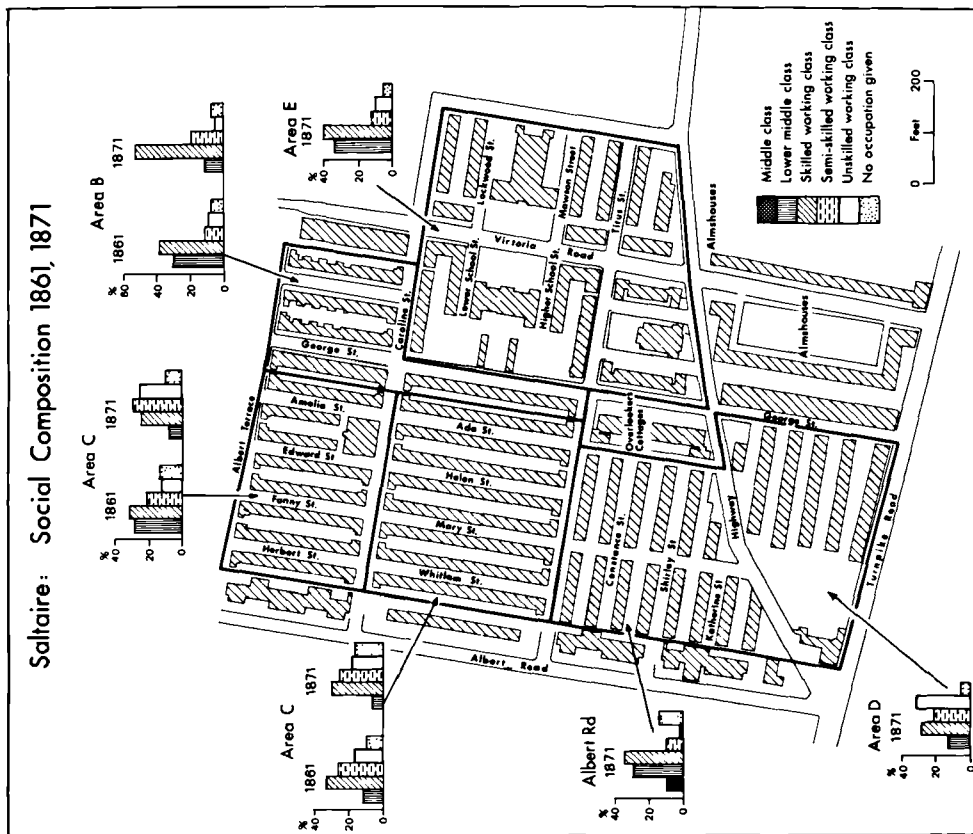 Saltaire: Social Composition 1861, 1871
Area B
1861
1871
%
60
40
20
0
Area C
1861
1871
%
40
20
0
Area E
1871
%
40
20
0
Area C
1861
1871
%
40
20
0
Albert Rd
1871
%
40
20
0
Area D
1871
%
40
20
0
Albert Terrace
Herbert St.
Fanny St.
Edward St
Amelia St.
George St.
Caroline St.
Whitlam St.
Mary St.
Helen St.
Ada St.
Albert Road
Constance St.
Shirley St
Katherine St
Overlookers
Cottages
Highway
George St.
Turnpike Road
Lockwood St.
Lower School St.
Victoria
Road
Higher School St.
Mawson Street
Titus St.
Almshouses
Almshouses
Middle class
Lower middle class
Skilled working class
Semi-skilled working class
Unskilled working class
No occupation given
0
Feet
200